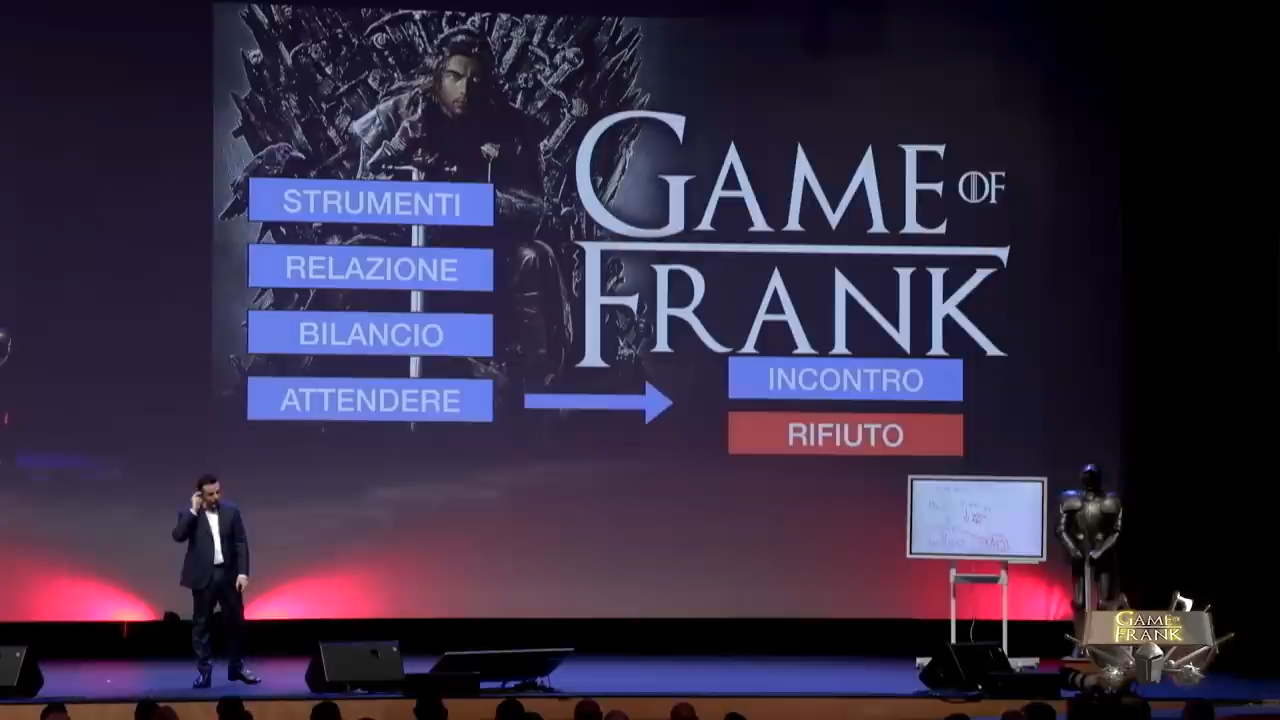 GAME OF
FRANK
STRUMENTI
RELAZIONE
BILANCIO
ATTENDERE
INCONTRO
RIFIUTO
GAME OF
FRANK